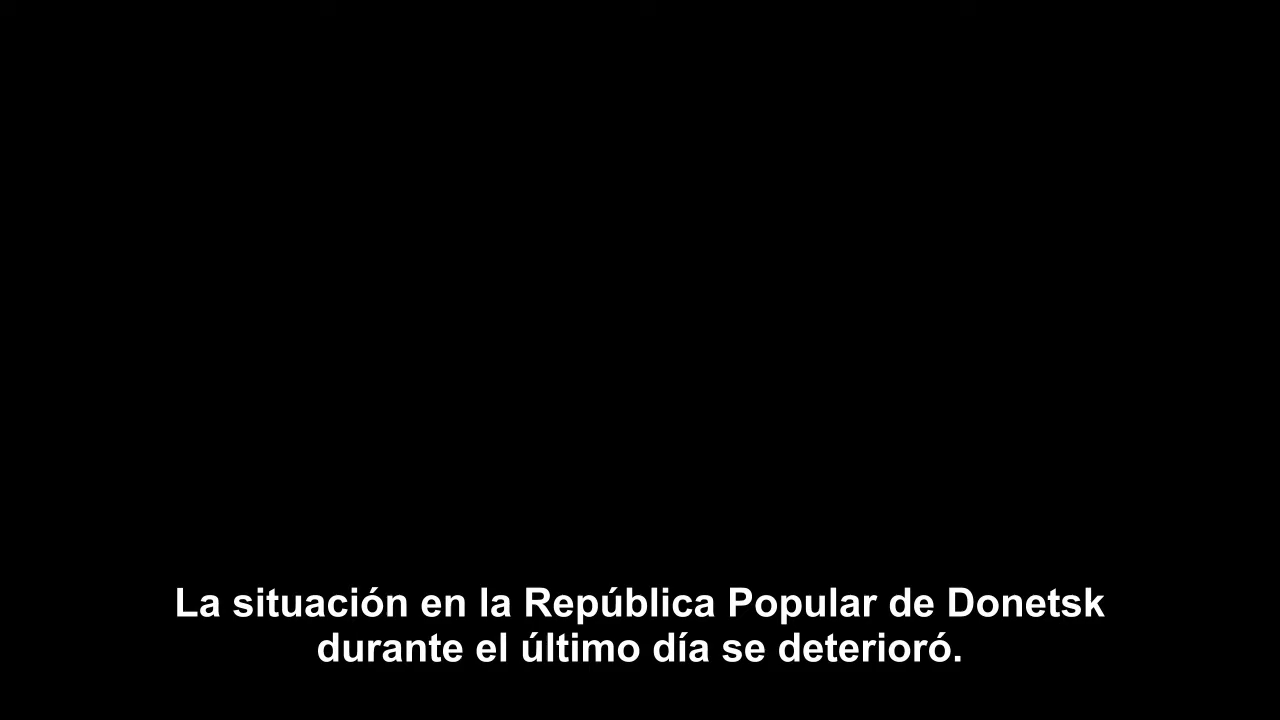 La situación en la República Popular de Donetsk
durante el último día se deterioró.